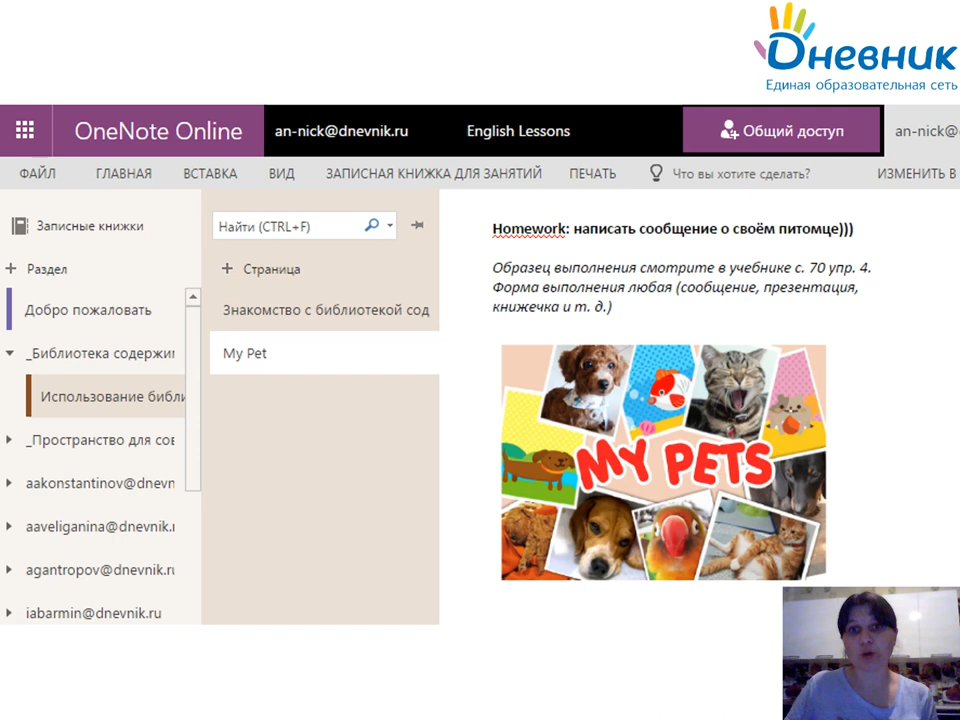 Dневник
Единая образовательная сеть
OneNote Online
an-nick@dnevnik.ru
English Lessons
Общий доступ
an-nick@
ФАЙЛ ГЛАВНАЯ ВСТАВКА ВИД ЗАПИСНАЯ КНИЖКА ДЛЯ ЗАНЯТИЙ ПЕЧАТЬ Что вы хотите сделать? ИЗМЕНИТЬ В
Записные книжки
+ Раздел
Добро пожаловать
_Библиотека содержи
Использование библи
_Пространство для сов
aakonstantinov@dnevn
aaveliganina@dnevnik.
agantropov@dnevnik.ru
iabarmin@dnevnik.ru
Найти (CTRL+F)
+ Страница
Знакомство с библиотекой сод
My Pet
Homework: написать сообщение о своём питомце)))
Образец выполнения смотрите в учебнике с. 70 упр. 4.
Форма выполнения любая (сообщение, презентация,
книжечка и т. д.)
MY PETS